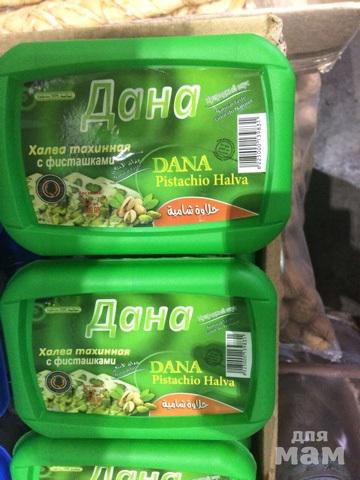 Дана
Халва тахинная
с фисташками
DANA
Pistachio Halva
حلاوة شامية
Дана
Халва тахинная
с фисташками
DANA
Pistachio Halva
حلاوة شامية
для
мам